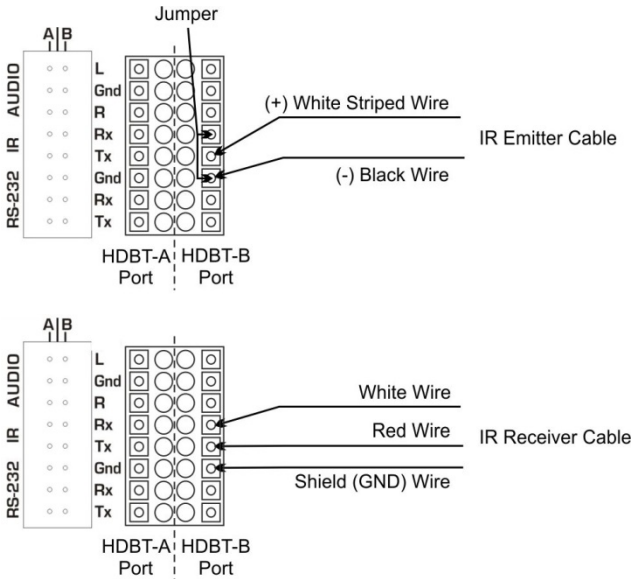 Jumper
A B
AUDIO
IR
RS-232
L
Gnd
R
Rx
Tx
Gnd
Rx
Tx
(+) White Striped Wire
(-) Black Wire
IR Emitter Cable
HDBT-A
Port
HDBT-B
Port
A B
AUDIO
IR
RS-232
L
Gnd
R
Rx
Tx
Gnd
Rx
Tx
White Wire
Red Wire
Shield (GND) Wire
IR Receiver Cable
HDBT-A
Port
HDBT-B
Port